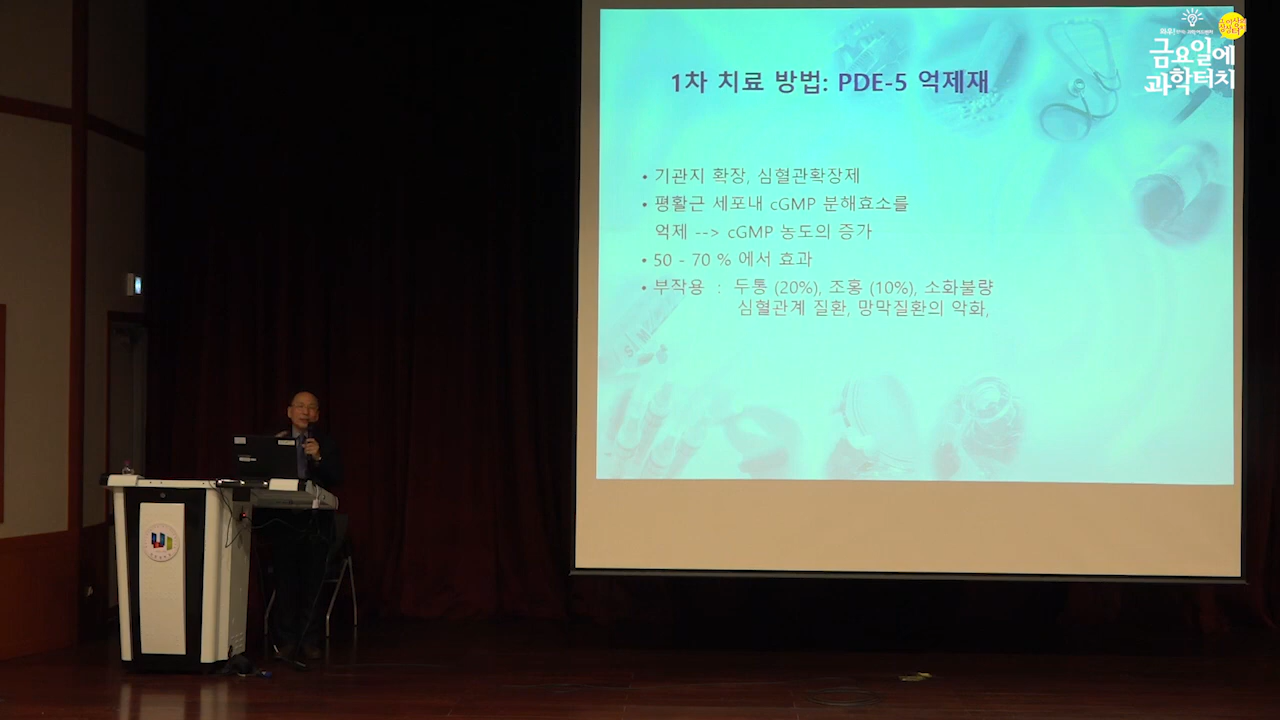 금요일에
과학터치
1차 치료 방법: PDE-5 억제재
• 기관지 확장, 심혈관확장제
• 평활근 세포내 cGMP 분해효소를
억제 --> cGMP 농도의 증가
• 50 - 70 % 에서 효과
• 부작용 : 두통 (20%), 조홍 (10%), 소화불량
심혈관계 질환, 망막질환의 악화,